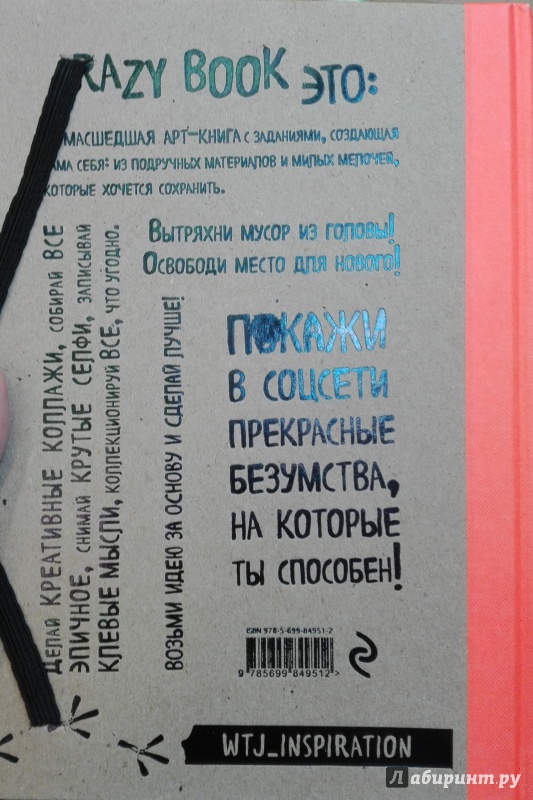 RAZY BOOK ЭТО:
МАСШЕДШАЯ АРТ-КНИГА С ЗАДАНИЯМИ, СОЗДАЮЩАЯ
АМА СЕБЯ: ИЗ ПОДРУЧНЫХ МАТЕРИАЛОВ И МИЛЫХ МЕЛОЧЕЙ,
КОТОРЫЕ ХОЧЕТСЯ СОХРАНИТЬ.
ВЫТРЯХНИ МУСОР ИЗ ГОЛОВЫ!
ОСВОБОДИ МЕСТО ДЛЯ НОВОГО!
ДЕЛАЙ КРЕАТИВНЫЕ КОЛЛАЖИ, СОБИРАЙ ВСЕ
ЭПИЧНОЕ, СНИМАЙ КРУТЫЕ СЕЛФИ, ЗАПИСЫВАЙ
КЛЕВЫЕ МЫСЛИ, КОЛЛЕКЦИОНИРУЙ ВСЕ, ЧТО УГОДНО.
ВОЗЬМИ ИДЕЮ ЗА ОСНОВУ И СДЕЛАЙ ЛУЧШЕ!
ПОКАЖИ
В СОЦСЕТИ
ПРЕКРАСНЫЕ
БЕЗУМСТВА,
НА КОТОРЫЕ
ТЫ СПОСОБЕН!
ISBN 978-5-699-84951-2
9 785699 849512 >
WTJ_INSPIRATION
Лабиринт.ру